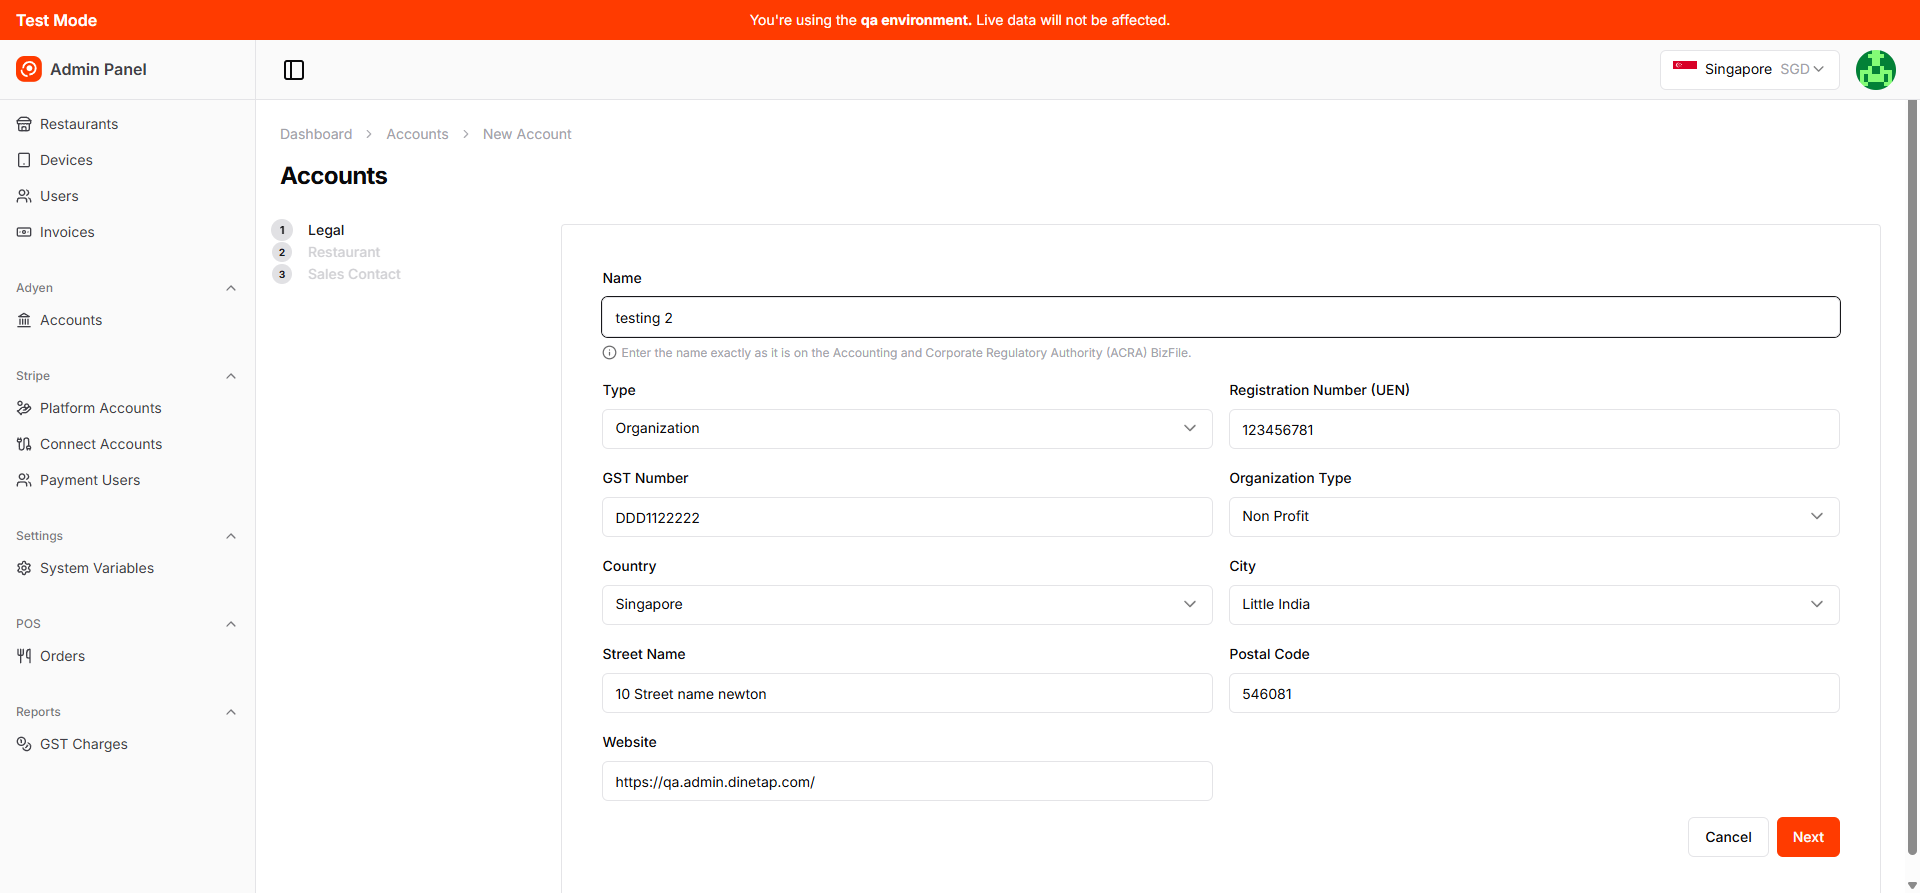 Test Mode
You're using the qa environment. Live data will not be affected.
Admin Panel
Singapore SGD
Restaurants
Devices
Users
Invoices
Adyen
Accounts
Stripe
Platform Accounts
Connect Accounts
Payment Users
Settings
System Variables
POS
Orders
Reports
GST Charges
Dashboard > Accounts > New Account
Accounts
1 Legal
2 Restaurant
3 Sales Contact
Name
testing 2
Enter the name exactly as it is on the Accounting and Corporate Regulatory Authority (ACRA) BizFile.
Type
Organization
Registration Number (UEN)
123456781
GST Number
DDD1122222
Organization Type
Non Profit
Country
Singapore
City
Little India
Street Name
10 Street name newton
Postal Code
546081
Website
https://qa.admin.dinetap.com/
Cancel
Next